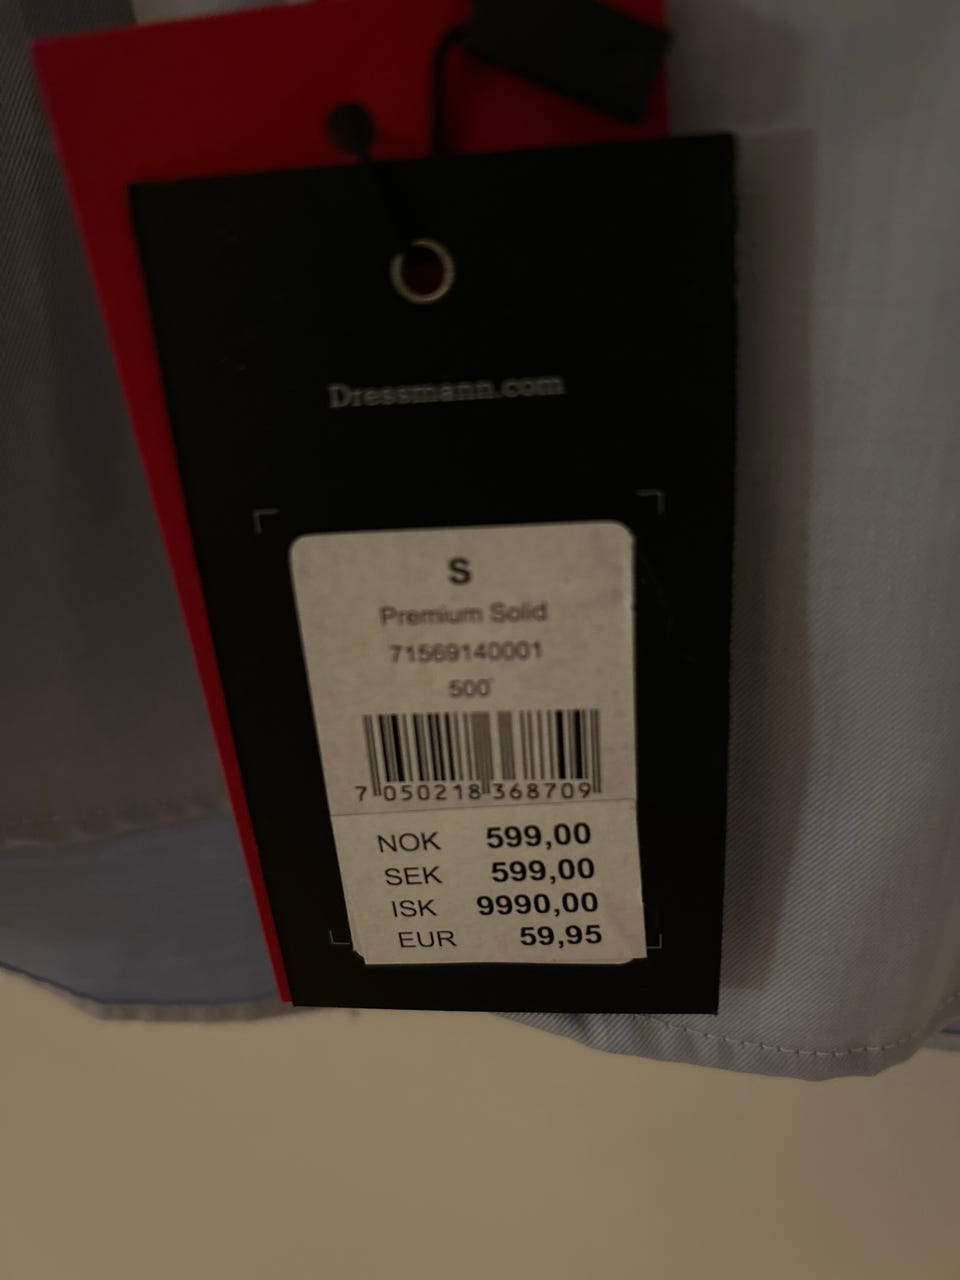 Dressmann.com
S
Premium Solid
71569140001
500
7 050218 368709
NOK 599,00
SEK 599,00
ISK 9990,00
EUR 59,95